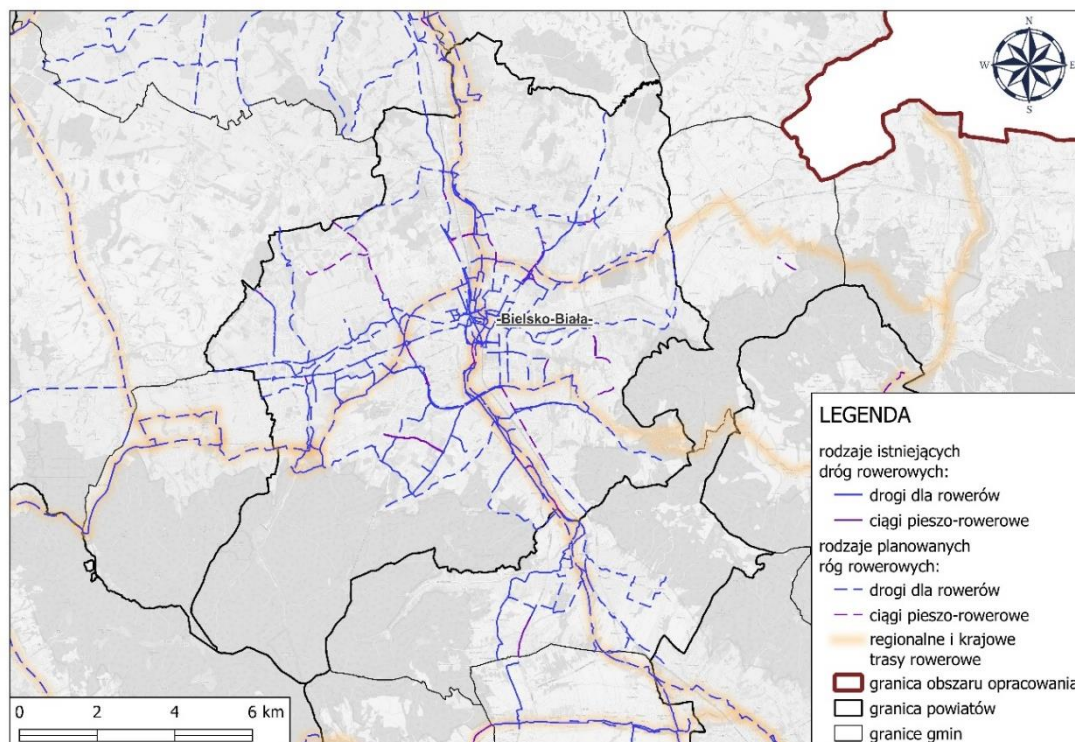 N
W
E
S
-Bielsko-Biała-
LEGENDA
rodzaje istniejących
dróg rowerowych:
drogi dla rowerów
ciągi pieszo-rowerowe
rodzaje planowanych
róg rowerowych:
drogi dla rowerów
ciągi pieszo-rowerowe
regionalne i krajowe
trasy rowerowe
granica obszaru opracowania
granica powiatów
granice gmin
0 2 4 6 km